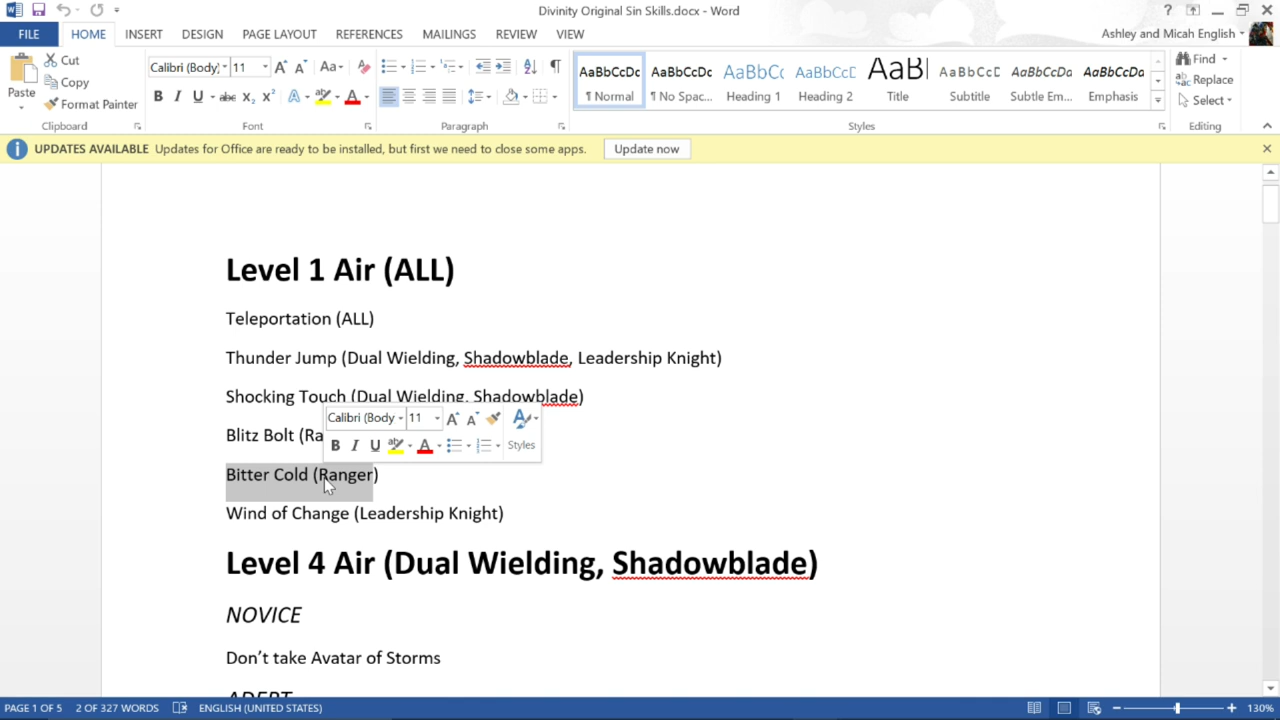 Divinity Original Sin Skills.docx - Word
FILE HOME INSERT DESIGN PAGE LAYOUT REFERENCES MAILINGS REVIEW VIEW
Ashley and Micah English
Paste
Cut
Copy
Format Painter
Calibri (Body) 11
AaBbCcDc AaBbCcDc AaBbCc AaBbCcC AaB AaBbCcC AaBbCcDc AaBbCcDc
¶ Normal ¶ No Spac... Heading 1 Heading 2 Title Subtitle Subtle Em... Emphasis
Find
Replace
Select
Clipboard Font Paragraph Styles Editing
UPDATES AVAILABLE Updates for Office are ready to be installed, but first we need to close some apps. Update now
Level 1 Air (ALL)
Teleportation (ALL)
Thunder Jump (Dual Wielding, Shadowblade, Leadership Knight)
Shocking Touch (Dual Wielding, Shadowblade)
Calibri (Body 11
Blitz Bolt (Ra
B I U Styles
Bitter Cold (Ranger)
Wind of Change (Leadership Knight)
Level 4 Air (Dual Wielding, Shadowblade)
NOVICE
Don't take Avatar of Storms
ADEPT
PAGE 1 OF 5 2 OF 327 WORDS ENGLISH (UNITED STATES) 130%